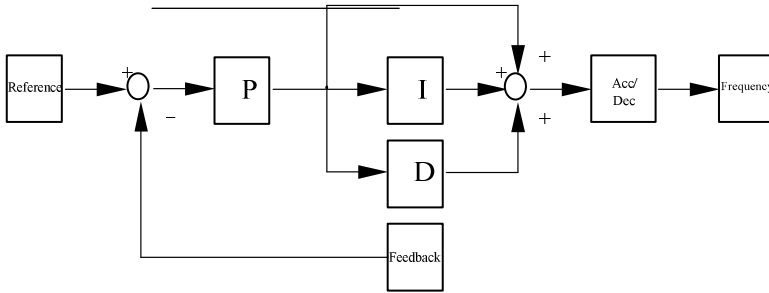 +
+
+
Reference
P
I
Acc/
Dec
Frequency
−
+
D
Feedback